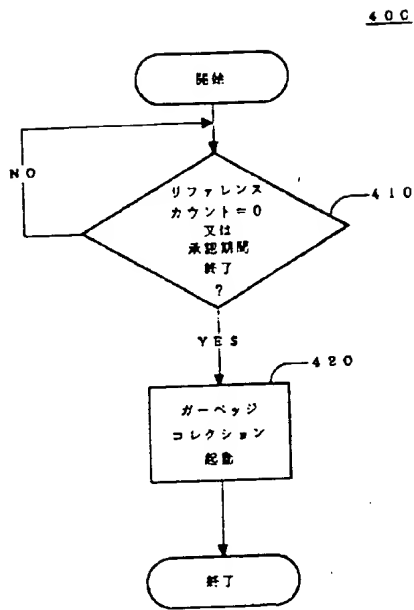 400
開始
NO
リファレンス
カウント=0
又は
承認期間
終了
?
410
YES
420
ガーベッジ
コレクション
起動
終了